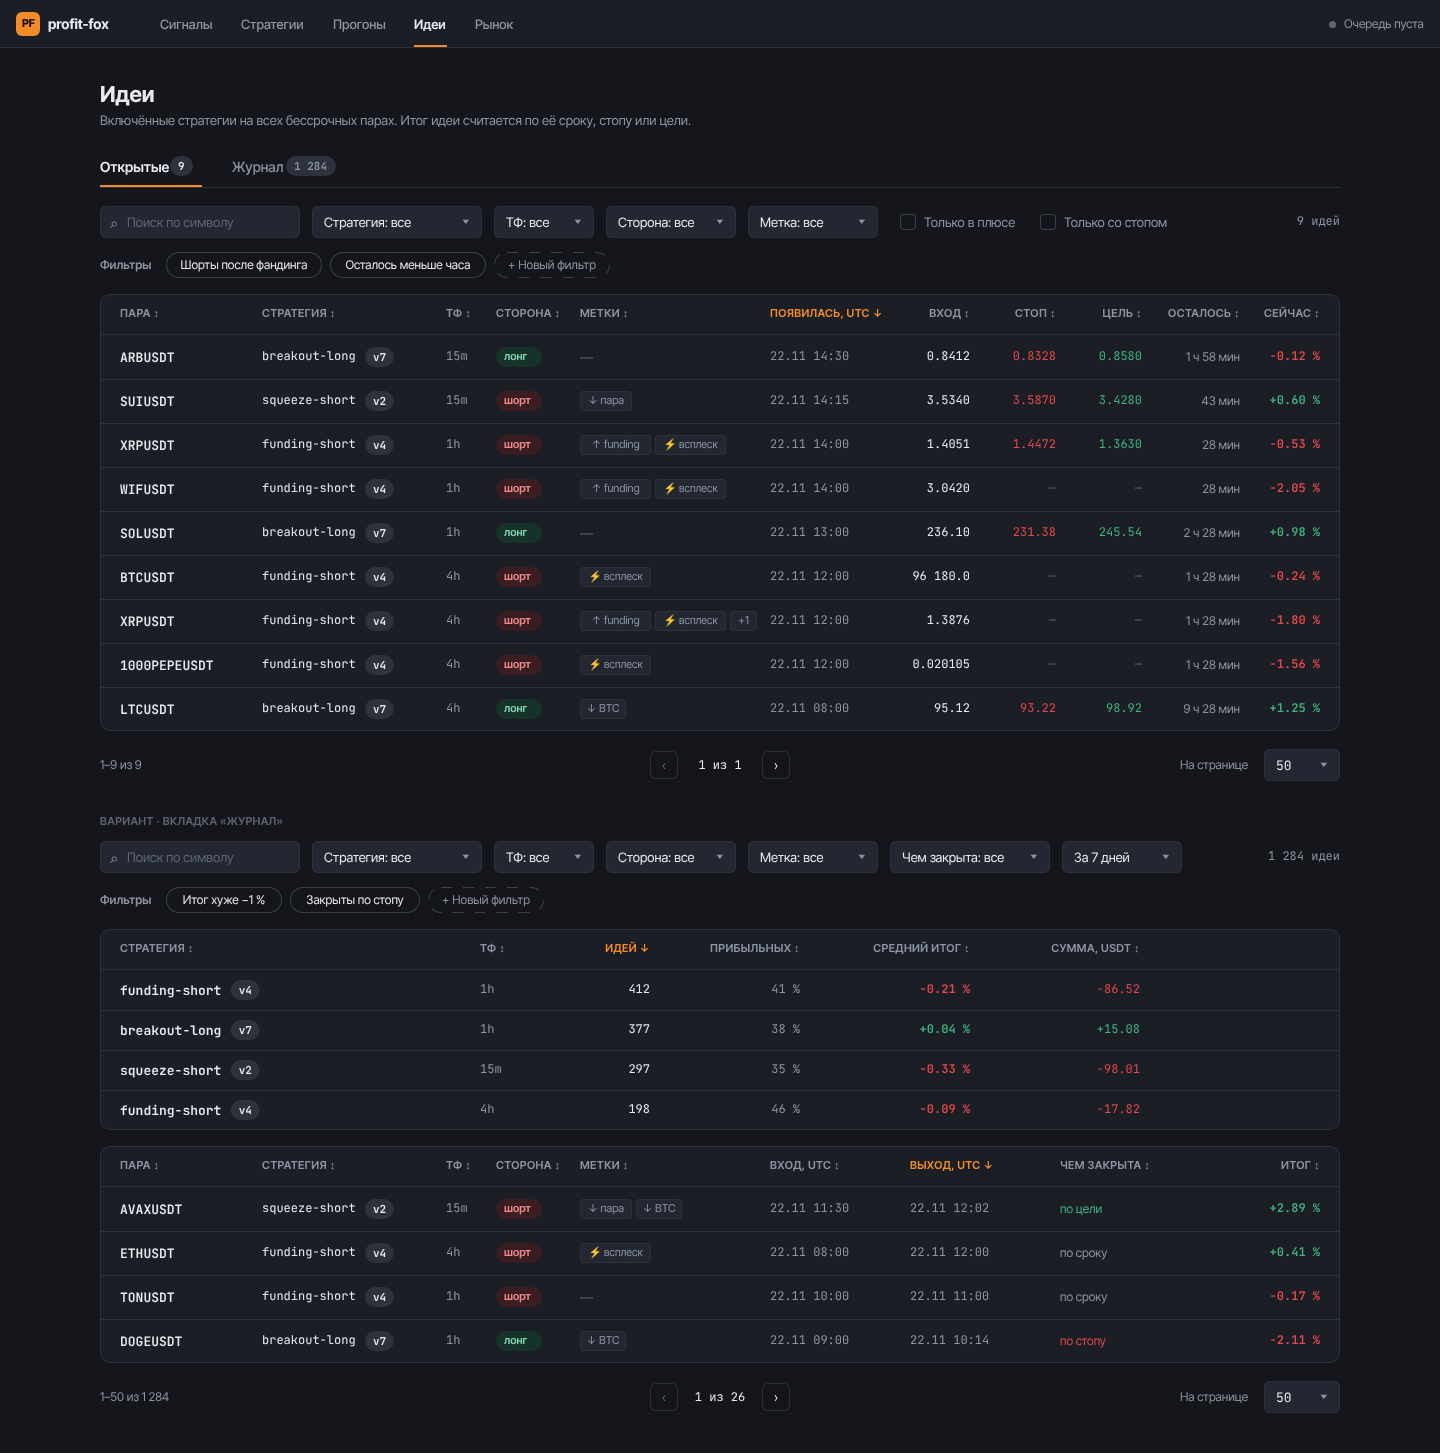 PF profit-fox Сигналы Стратегии Прогоны Идеи Рынок Очередь пуста
Идеи
Включённые стратегии на всех бессрочных парах. Итог идеи считается по её сроку, стопу или цели.
Открытые 9 Журнал 1 284
⌕ Поиск по символу Стратегия: все ▾ ТФ: все ▾ Сторона: все ▾ Метка: все ▾ Только в плюсе Только со стопом 9 идей
Фильтры Шорты после фандинга Осталось меньше часа + Новый фильтр
ПАРА ↕ СТРАТЕГИЯ ↕ ТФ ↕ СТОРОНА ↕ МЕТКИ ↕ ПОЯВИЛАСЬ, UTC ↓ ВХОД ↕ СТОП ↕ ЦЕЛЬ ↕ ОСТАЛОСЬ ↕ СЕЙЧАС ↕
ARBUSDT breakout-long v7 15m лонг — 22.11 14:30 0.8412 0.8328 0.8580 1 ч 58 мин -0.12 %
SUIUSDT squeeze-short v2 15m шорт ↓ пара 22.11 14:15 3.5340 3.5870 3.4280 43 мин +0.60 %
XRPUSDT funding-short v4 1h шорт ↑ funding ⚡ всплеск 22.11 14:00 1.4051 1.4472 1.3630 28 мин -0.53 %
WIFUSDT funding-short v4 1h шорт ↑ funding ⚡ всплеск 22.11 14:00 3.0420 — — 28 мин -2.05 %
SOLUSDT breakout-long v7 1h лонг — 22.11 13:00 236.10 231.38 245.54 2 ч 28 мин +0.98 %
BTCUSDT funding-short v4 4h шорт ⚡ всплеск 22.11 12:00 96 180.0 — — 1 ч 28 мин -0.24 %
XRPUSDT funding-short v4 4h шорт ↑ funding ⚡ всплеск +1 22.11 12:00 1.3876 — — 1 ч 28 мин -1.80 %
1000PEPEUSDT funding-short v4 4h шорт ⚡ всплеск 22.11 12:00 0.020105 — — 1 ч 28 мин -1.56 %
LTCUSDT breakout-long v7 4h лонг ↓ BTC 22.11 08:00 95.12 93.22 98.92 9 ч 28 мин +1.25 %
1–9 из 9 ‹ 1 из 1 › На странице 50 ▾
ВАРИАНТ · ВКЛАДКА «ЖУРНАЛ»
⌕ Поиск по символу Стратегия: все ▾ ТФ: все ▾ Сторона: все ▾ Метка: все ▾ Чем закрыта: все ▾ За 7 дней ▾ 1 284 идеи
Фильтры Итог хуже −1 % Закрыты по стопу + Новый фильтр
СТРАТЕГИЯ ↕ ТФ ↕ ИДЕЙ ↓ ПРИБЫЛЬНЫХ ↕ СРЕДНИЙ ИТОГ ↕ СУММА, USDT ↕
funding-short v4 1h 412 41 % -0.21 % -86.52
breakout-long v7 1h 377 38 % +0.04 % +15.08
squeeze-short v2 15m 297 35 % -0.33 % -98.01
funding-short v4 4h 198 46 % -0.09 % -17.82
ПАРА ↕ СТРАТЕГИЯ ↕ ТФ ↕ СТОРОНА ↕ МЕТКИ ↕ ВХОД, UTC ↕ ВЫХОД, UTC ↓ ЧЕМ ЗАКРЫТА ↕ ИТОГ ↕
AVAXUSDT squeeze-short v2 15m шорт ↓ пара ↓ BTC 22.11 11:30 22.11 12:02 по цели +2.89 %
ETHUSDT funding-short v4 4h шорт ⚡ всплеск 22.11 08:00 22.11 12:00 по сроку +0.41 %
TONUSDT funding-short v4 1h шорт — 22.11 10:00 22.11 11:00 по сроку -0.17 %
DOGEUSDT breakout-long v7 1h лонг ↓ BTC 22.11 09:00 22.11 10:14 по стопу -2.11 %
1–50 из 1 284 ‹ 1 из 26 › На странице 50 ▾